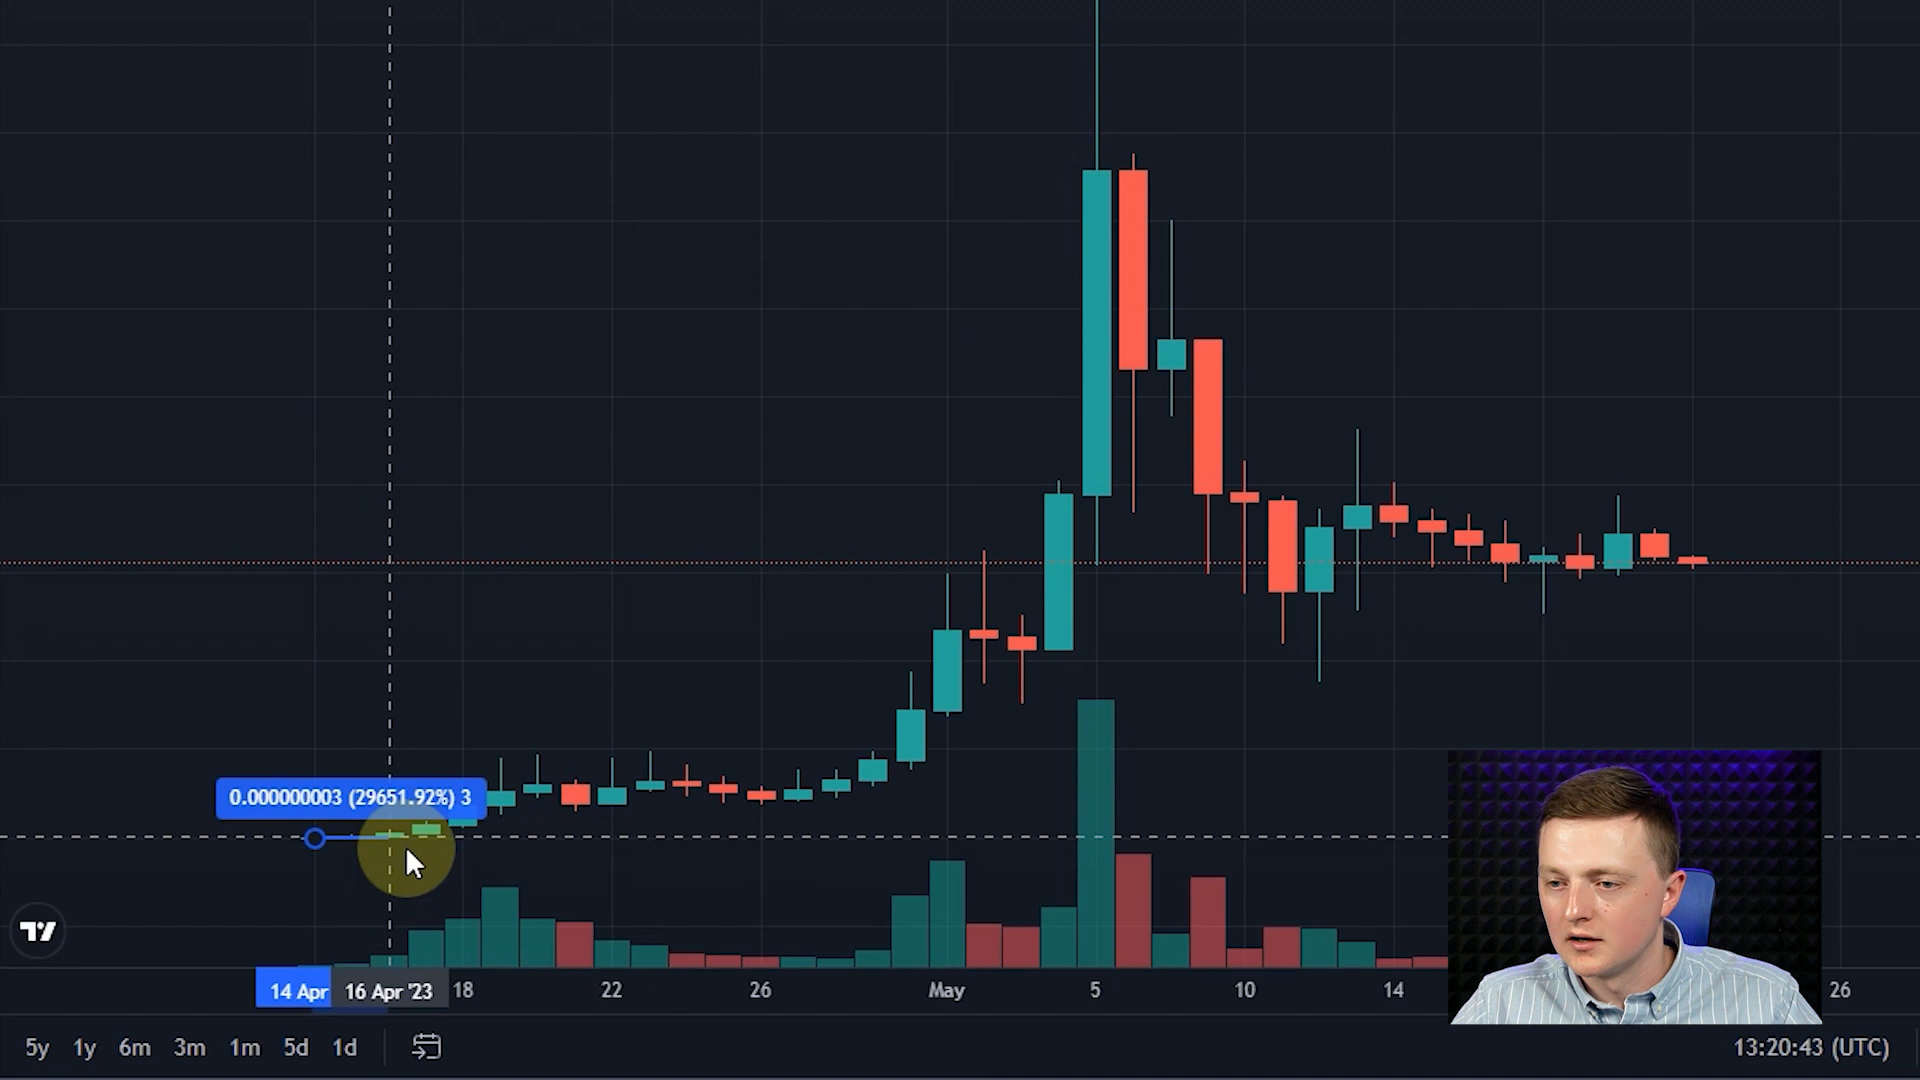 0.000000003 (29651.92%) 3
14 Apr 16 Apr '23 18 22 26 May 5 10 14 26
5y 1y 6m 3m 1m 5d 1d 13:20:43 (UTC)